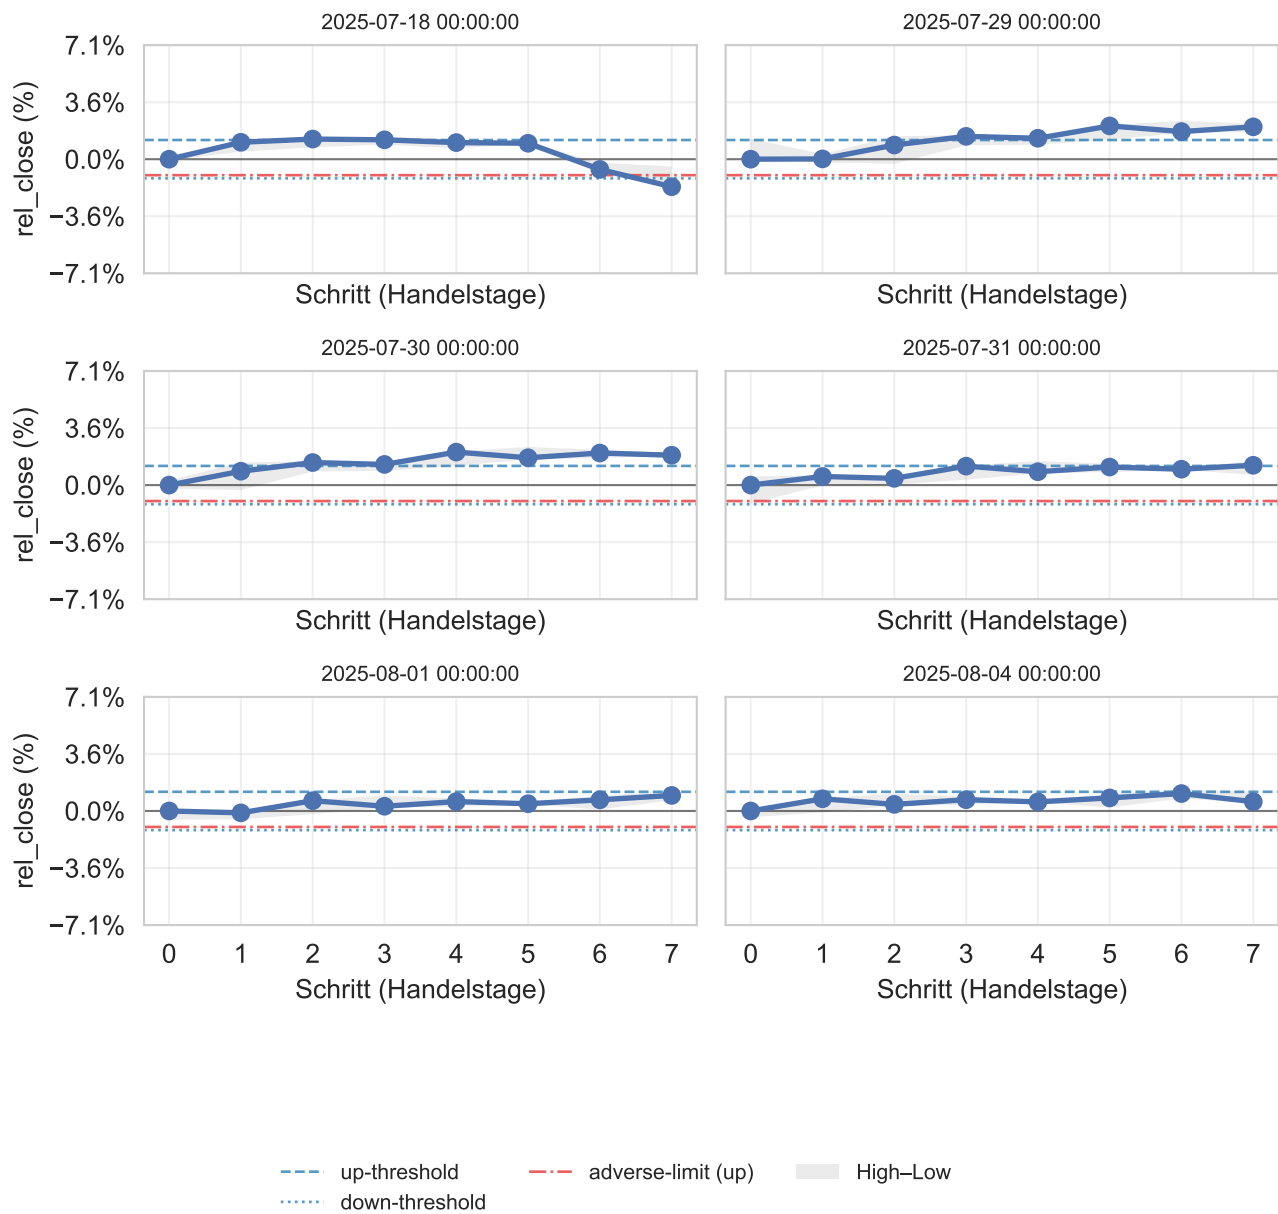 2025-07-18 00:00:00
2025-07-29 00:00:00
7.1%
3.6%
0.0%
−3.6%
−7.1%
rel_close (%)
Schritt (Handelstage)
Schritt (Handelstage)
2025-07-30 00:00:00
2025-07-31 00:00:00
7.1%
3.6%
0.0%
−3.6%
−7.1%
rel_close (%)
Schritt (Handelstage)
Schritt (Handelstage)
2025-08-01 00:00:00
2025-08-04 00:00:00
7.1%
3.6%
0.0%
−3.6%
−7.1%
rel_close (%)
0 1 2 3 4 5 6 7
0 1 2 3 4 5 6 7
Schritt (Handelstage)
Schritt (Handelstage)
up-threshold
adverse-limit (up)
High–Low
down-threshold